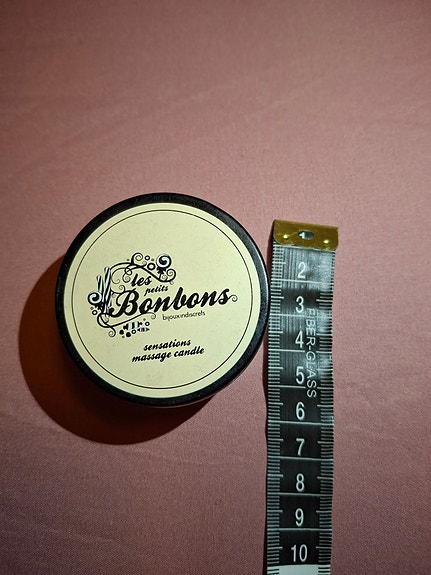 les
petits
Bonbons
bijouxindiscrets
sensations
massage candle
2
3
4
5
6
7
8
9
10
FIBER-GLASS